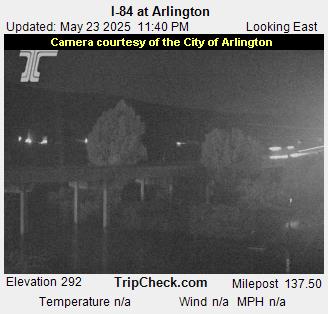 I-84 at Arlington
Updated: May 23 2025 11:40 PM Looking East
Camera courtesy of the City of Arlington
Elevation 292 TripCheck.com Milepost 137.50
Temperature n/a Wind n/a MPH n/a